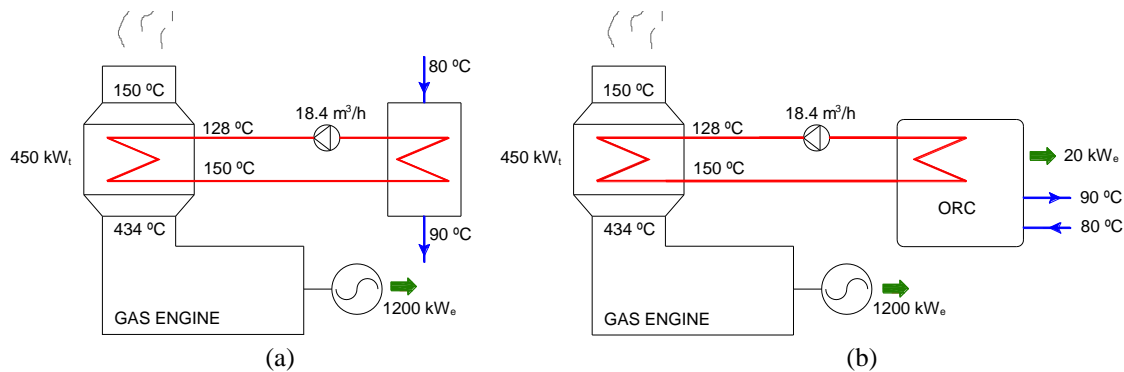 150 ºC
80 ºC
18.4 m³/h
128 ºC
450 kWₜ
150 ºC
434 ºC
90 ºC
1200 kWₑ
GAS ENGINE
(a)
150 ºC
18.4 m³/h
128 ºC
450 kWₜ
150 ºC
20 kWₑ
ORC
90 ºC
80 ºC
434 ºC
1200 kWₑ
GAS ENGINE
(b)